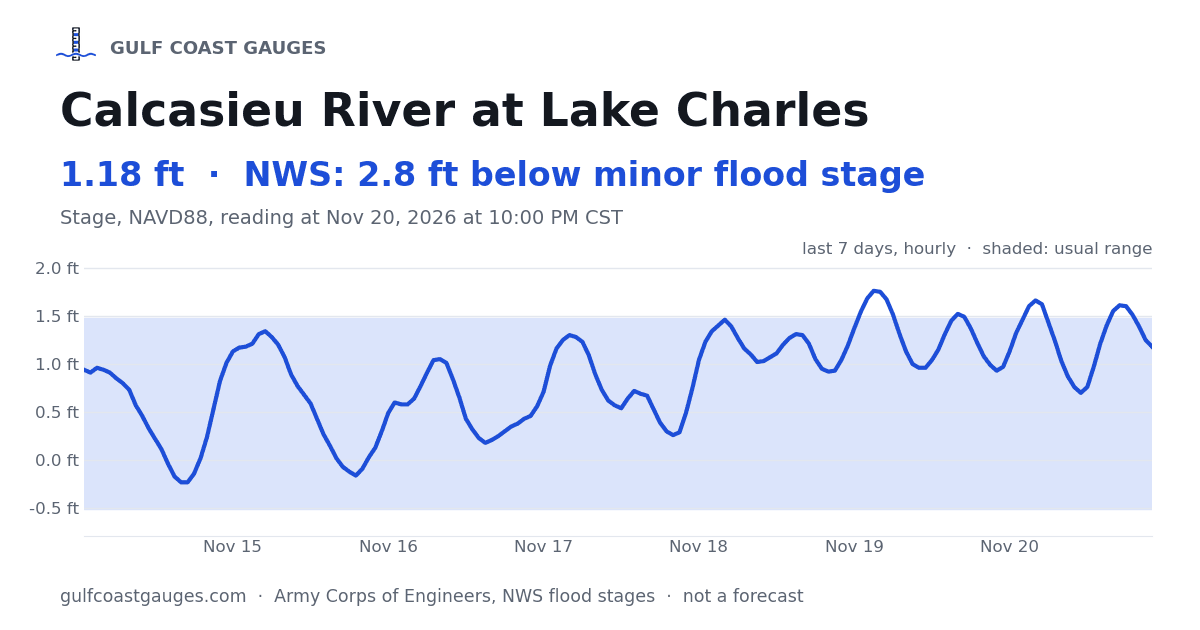 GULF COAST GAUGES
Calcasieu River at Lake Charles
1.18 ft · NWS: 2.8 ft below minor flood stage
Stage, NAVD88, reading at Nov 20, 2026 at 10:00 PM CST
last 7 days, hourly · shaded: usual range
2.0 ft
1.5 ft
1.0 ft
0.5 ft
0.0 ft
-0.5 ft
Nov 15 Nov 16 Nov 17 Nov 18 Nov 19 Nov 20
gulfcoastgauges.com · Army Corps of Engineers, NWS flood stages · not a forecast